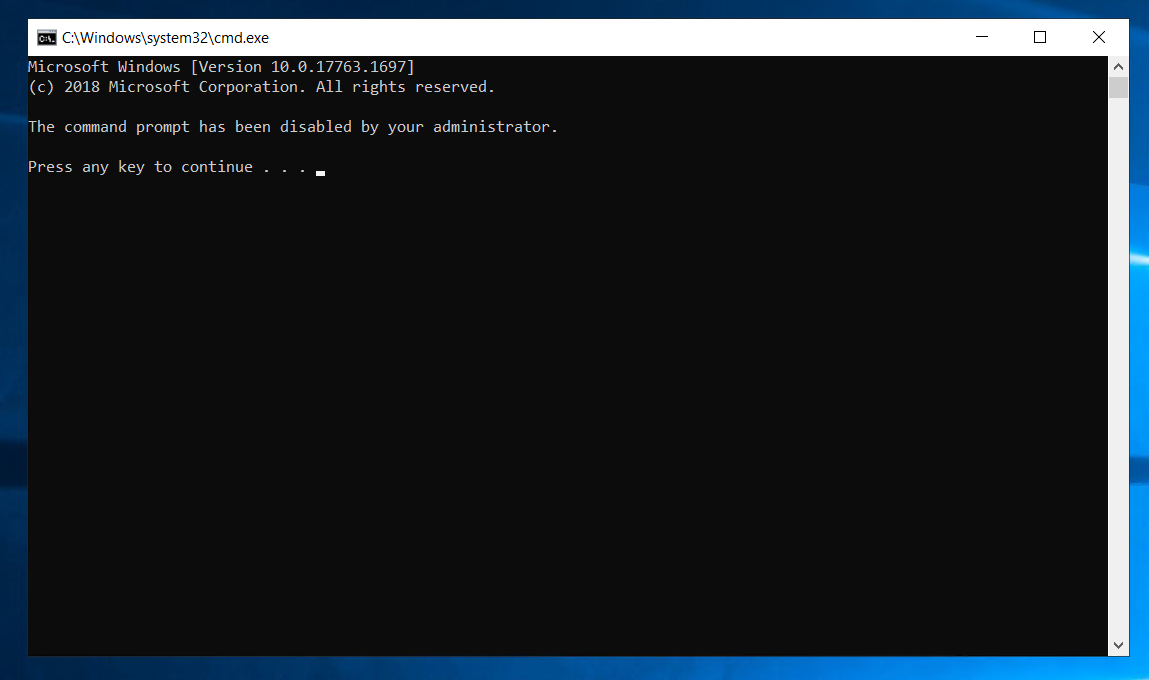 C:\Windows\system32\cmd.exe
Microsoft Windows [Version 10.0.17763.1697]
(c) 2018 Microsoft Corporation. All rights reserved.
The command prompt has been disabled by your administrator.
Press any key to continue . . .